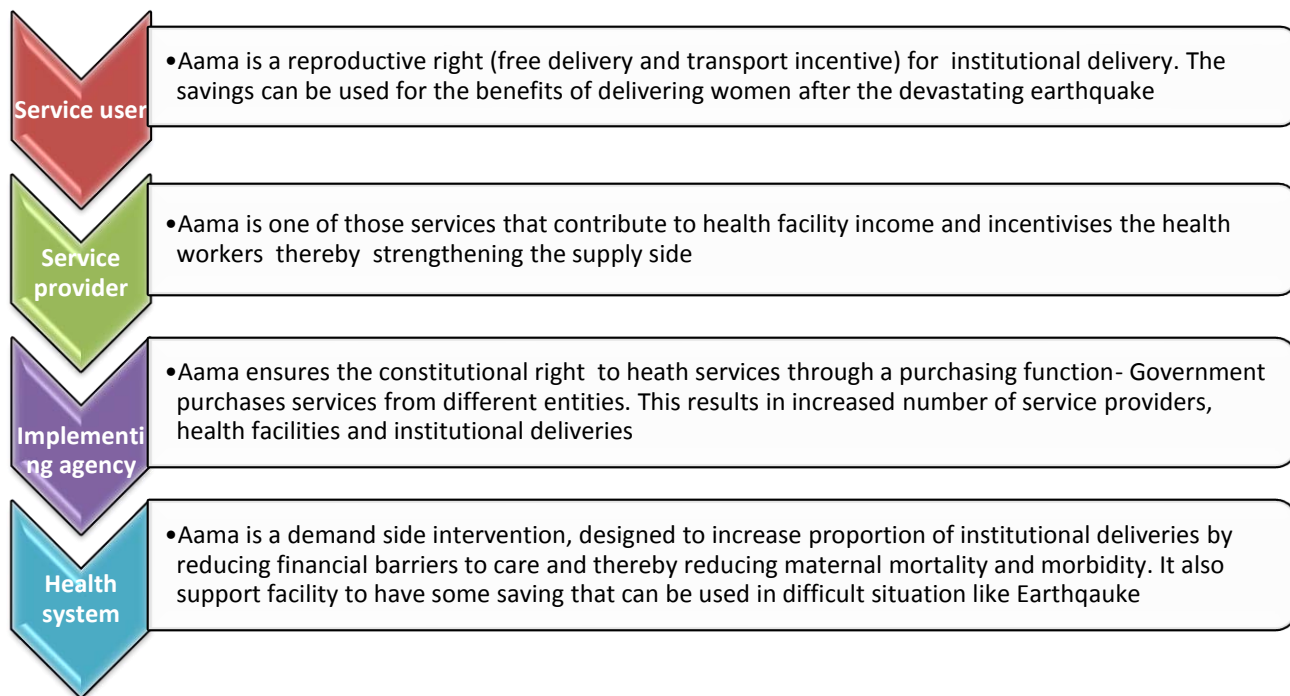 Service user
•Aama is a reproductive right (free delivery and transport incentive) for institutional delivery. The
savings can be used for the benefits of delivering women after the devastating earthquake
Service
provider
•Aama is one of those services that contribute to health facility income and incentivises the health
workers thereby strengthening the supply side
Implementi
ng agency
•Aama ensures the constitutional right to heath services through a purchasing function- Government
purchases services from different entities. This results in increased number of service providers,
health facilities and institutional deliveries
Health
system
•Aama is a demand side intervention, designed to increase proportion of institutional deliveries by
reducing financial barriers to care and thereby reducing maternal mortality and morbidity. It also
support facility to have some saving that can be used in difficult situation like Earthqauke